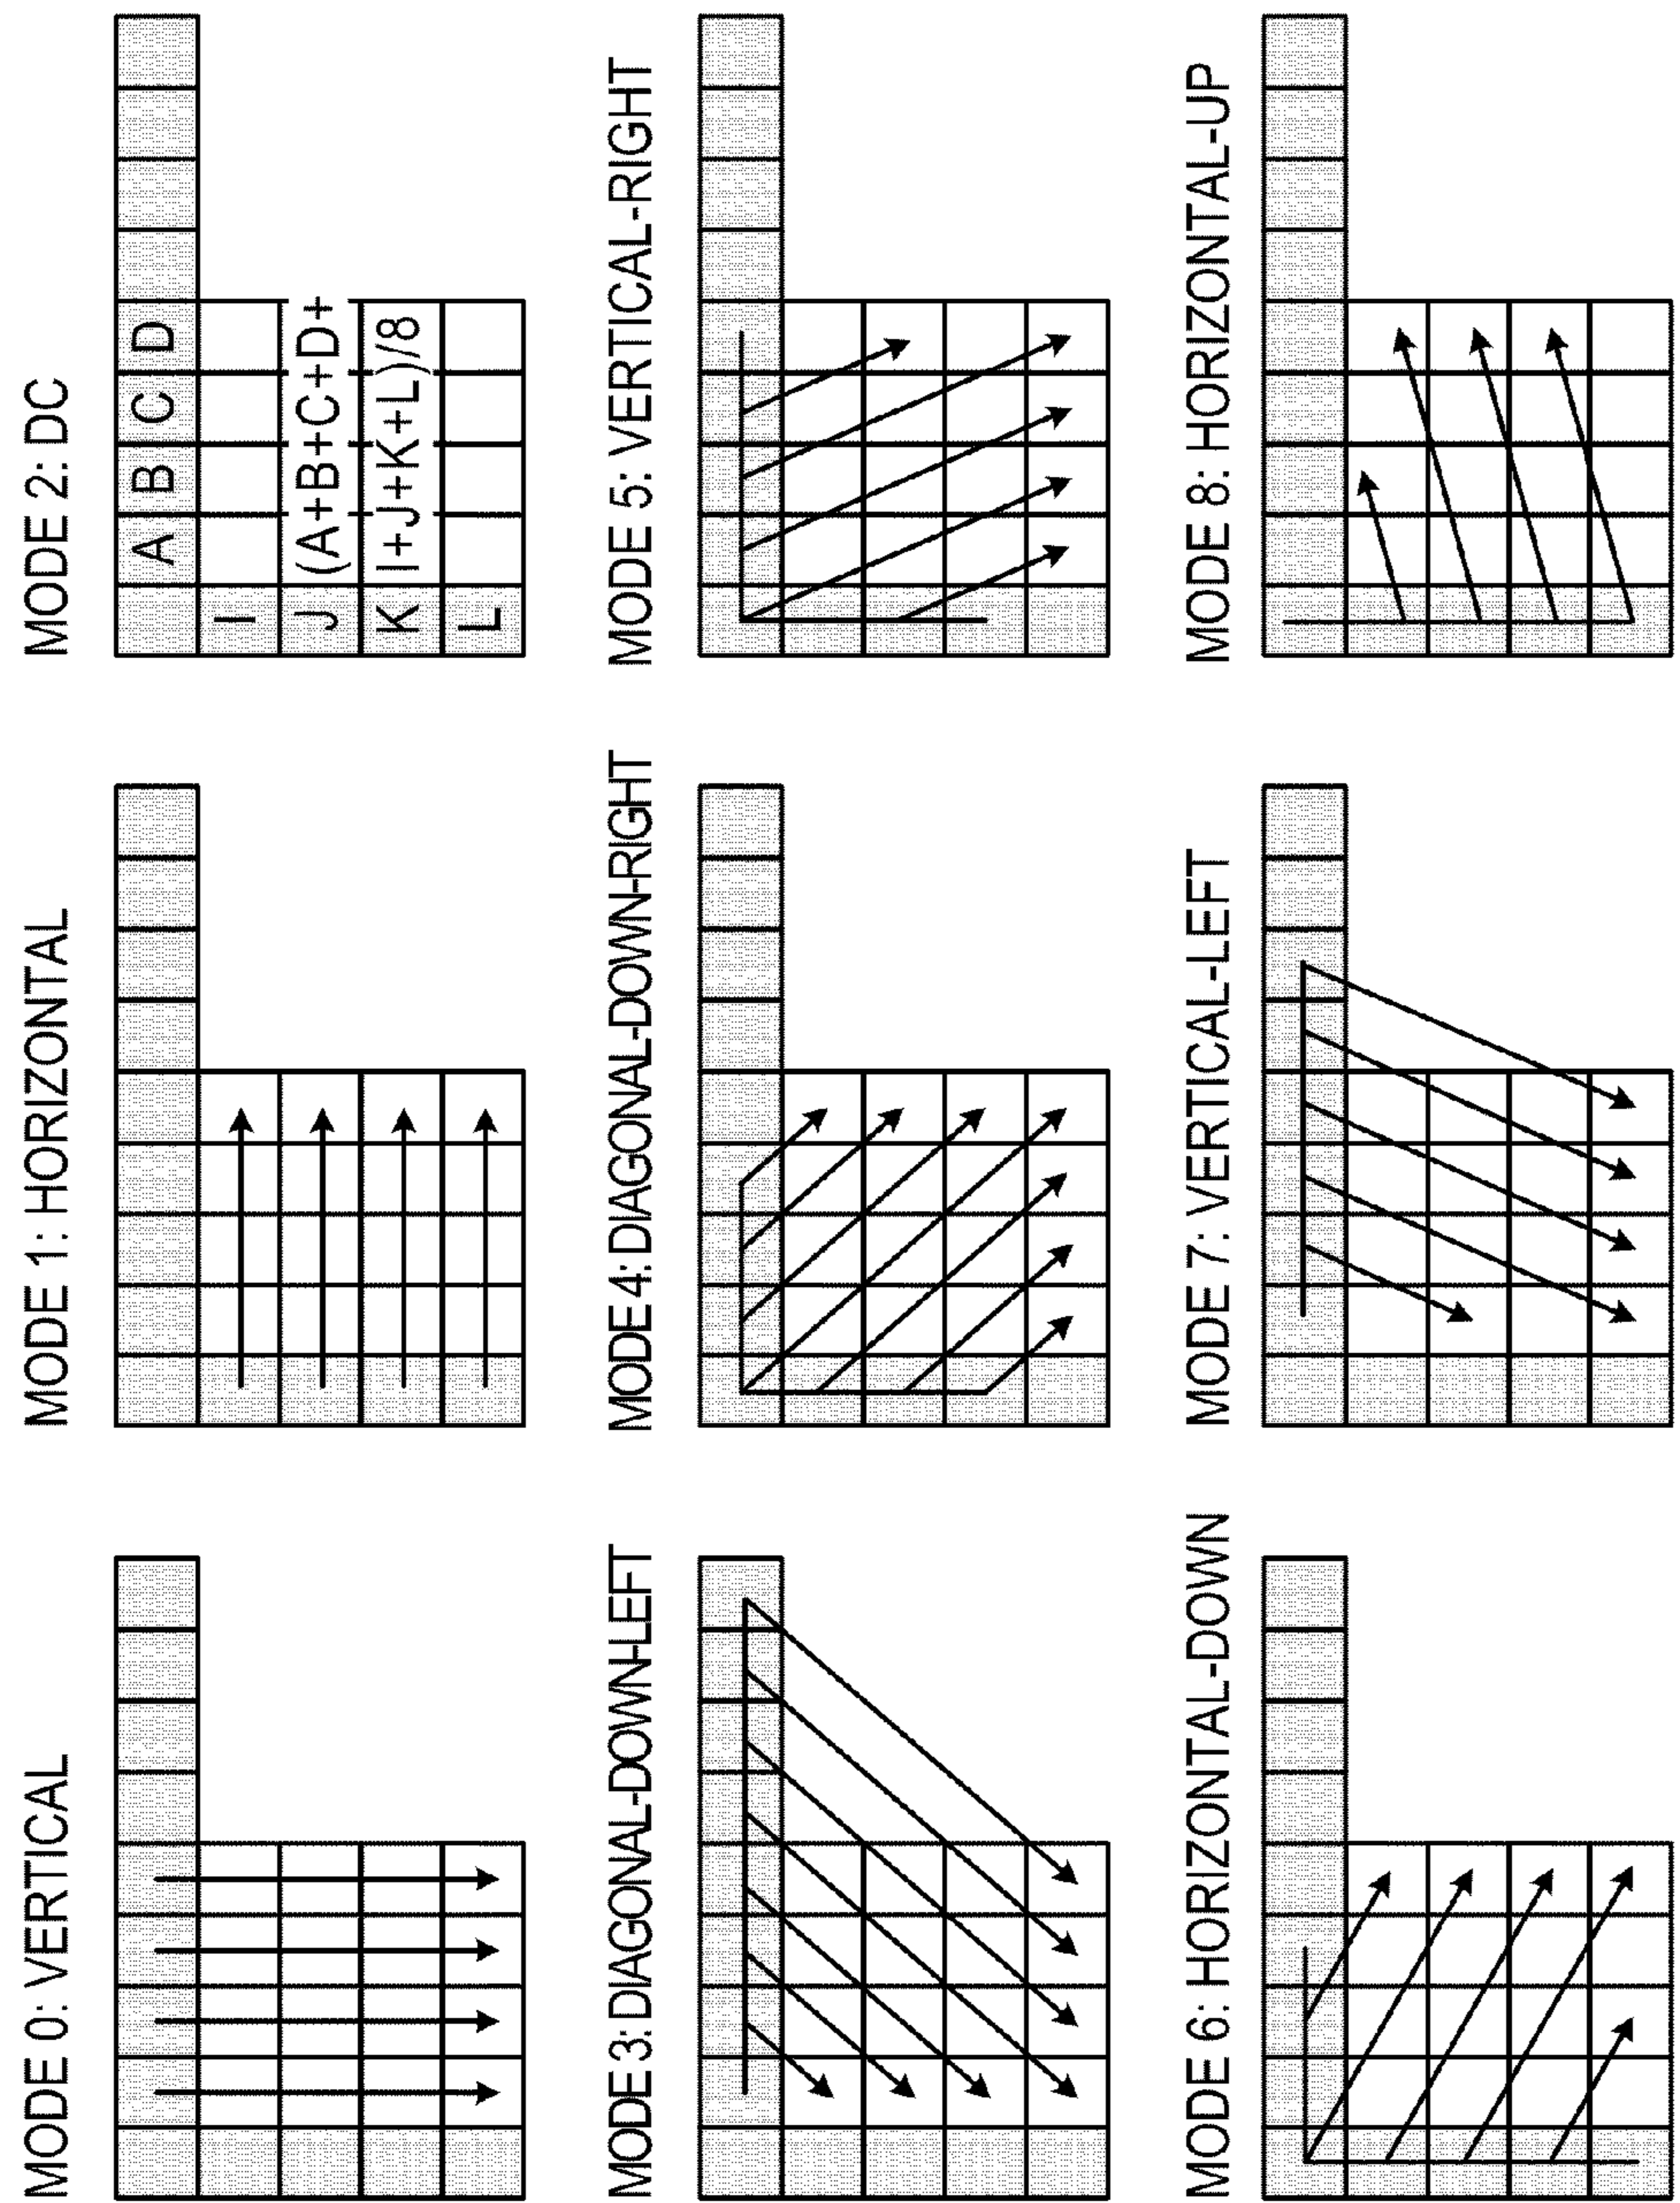 MODE 0: VERTICAL
MODE 1: HORIZONTAL
MODE 2: DC
A B C D
I
J
(A+B+C+D+
K
I+J+K+L)/8
L
MODE 3: DIAGONAL-DOWN-LEFT
MODE 4: DIAGONAL-DOWN-RIGHT
MODE 5: VERTICAL-RIGHT
MODE 6: HORIZONTAL-DOWN
MODE 7: VERTICAL-LEFT
MODE 8: HORIZONTAL-UP